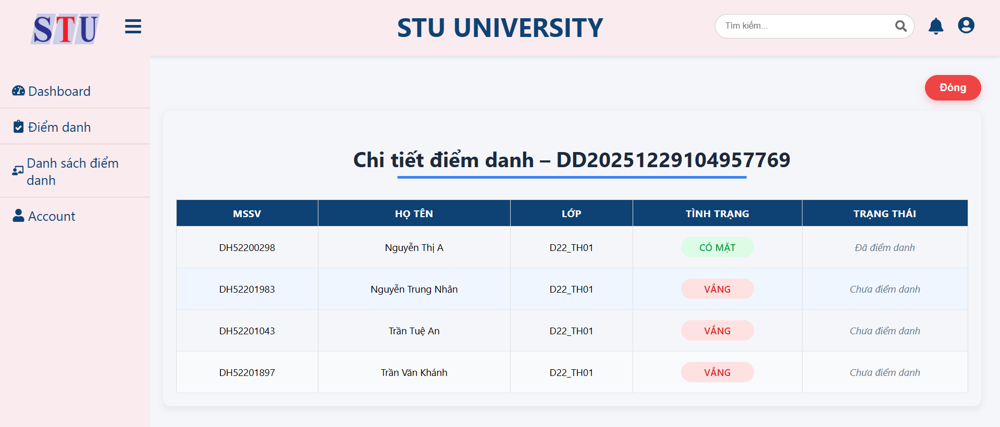 STU
STU UNIVERSITY
Tìm kiếm...
Dashboard
Điểm danh
Danh sách điểm
danh
Account
Đóng
Chi tiết điểm danh – DD20251229104957769
MSSV HỌ TÊN LỚP TÌNH TRẠNG TRẠNG THÁI
DH52200298 Nguyễn Thị A D22_TH01 CÓ MẶT Đã điểm danh
DH52201983 Nguyễn Trung Nhân D22_TH01 VẮNG Chưa điểm danh
DH52201043 Trần Tuệ An D22_TH01 VẮNG Chưa điểm danh
DH52201897 Trần Văn Khánh D22_TH01 VẮNG Chưa điểm danh